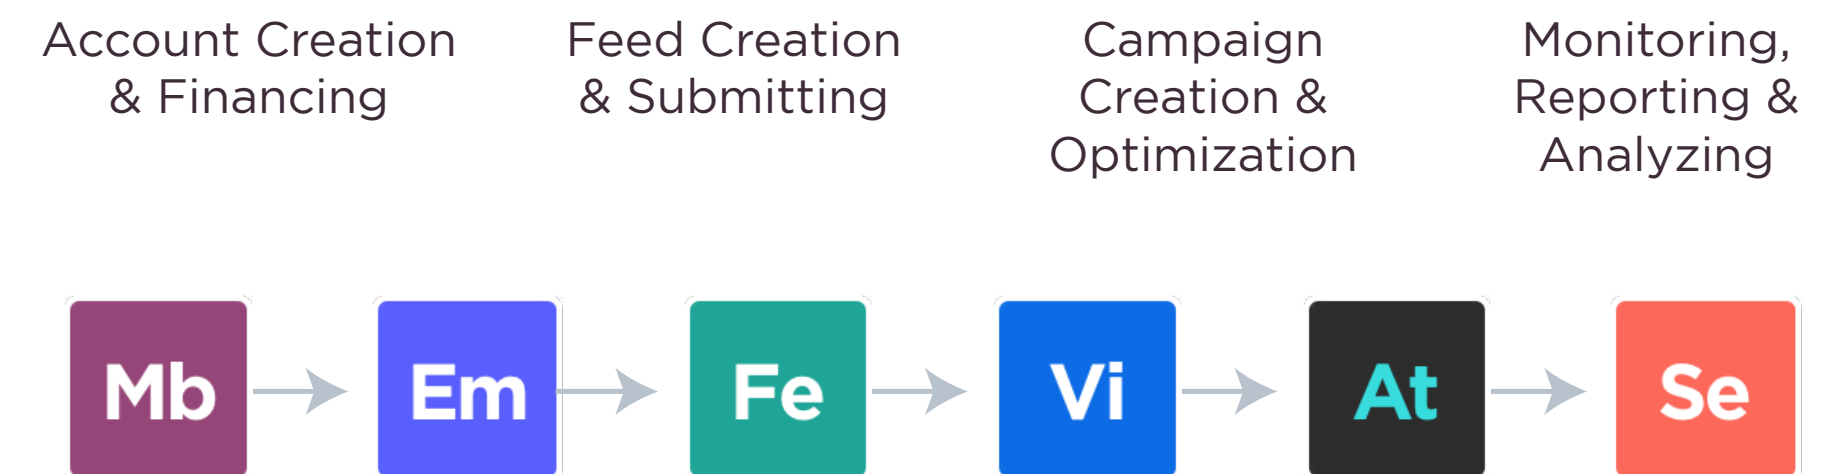 Account Creation
& Financing
Feed Creation
& Submitting
Campaign
Creation &
Optimization
Monitoring,
Reporting &
Analyzing
Mb
Em
Fe
Vi
At
Se